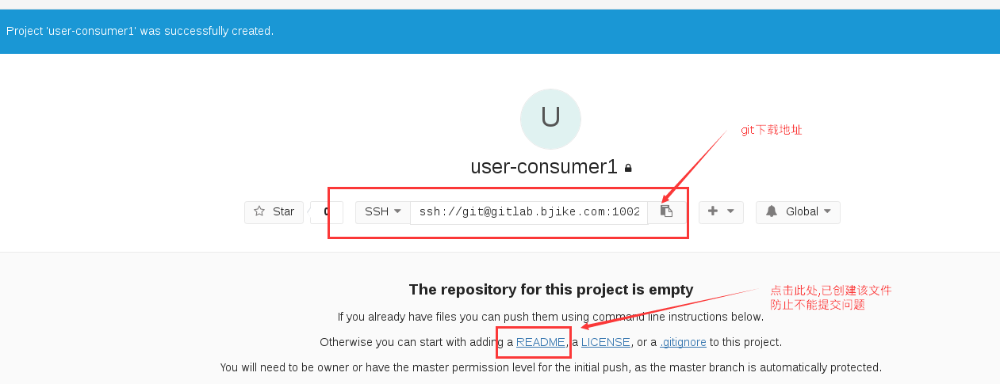 Project 'user-consumer1' was successfully created.
U
git下载地址
user-consumer1
Star
0
SSH
ssh://git@gitlab.bjike.com:1002
Global
The repository for this project is empty
点击此处,已创建该文件
防止不能提交问题
If you already have files you can push them using command line instructions below.
Otherwise you can start with adding a README, a LICENSE, or a .gitignore to this project.
You will need to be owner or have the master permission level for the initial push, as the master branch is automatically protected.